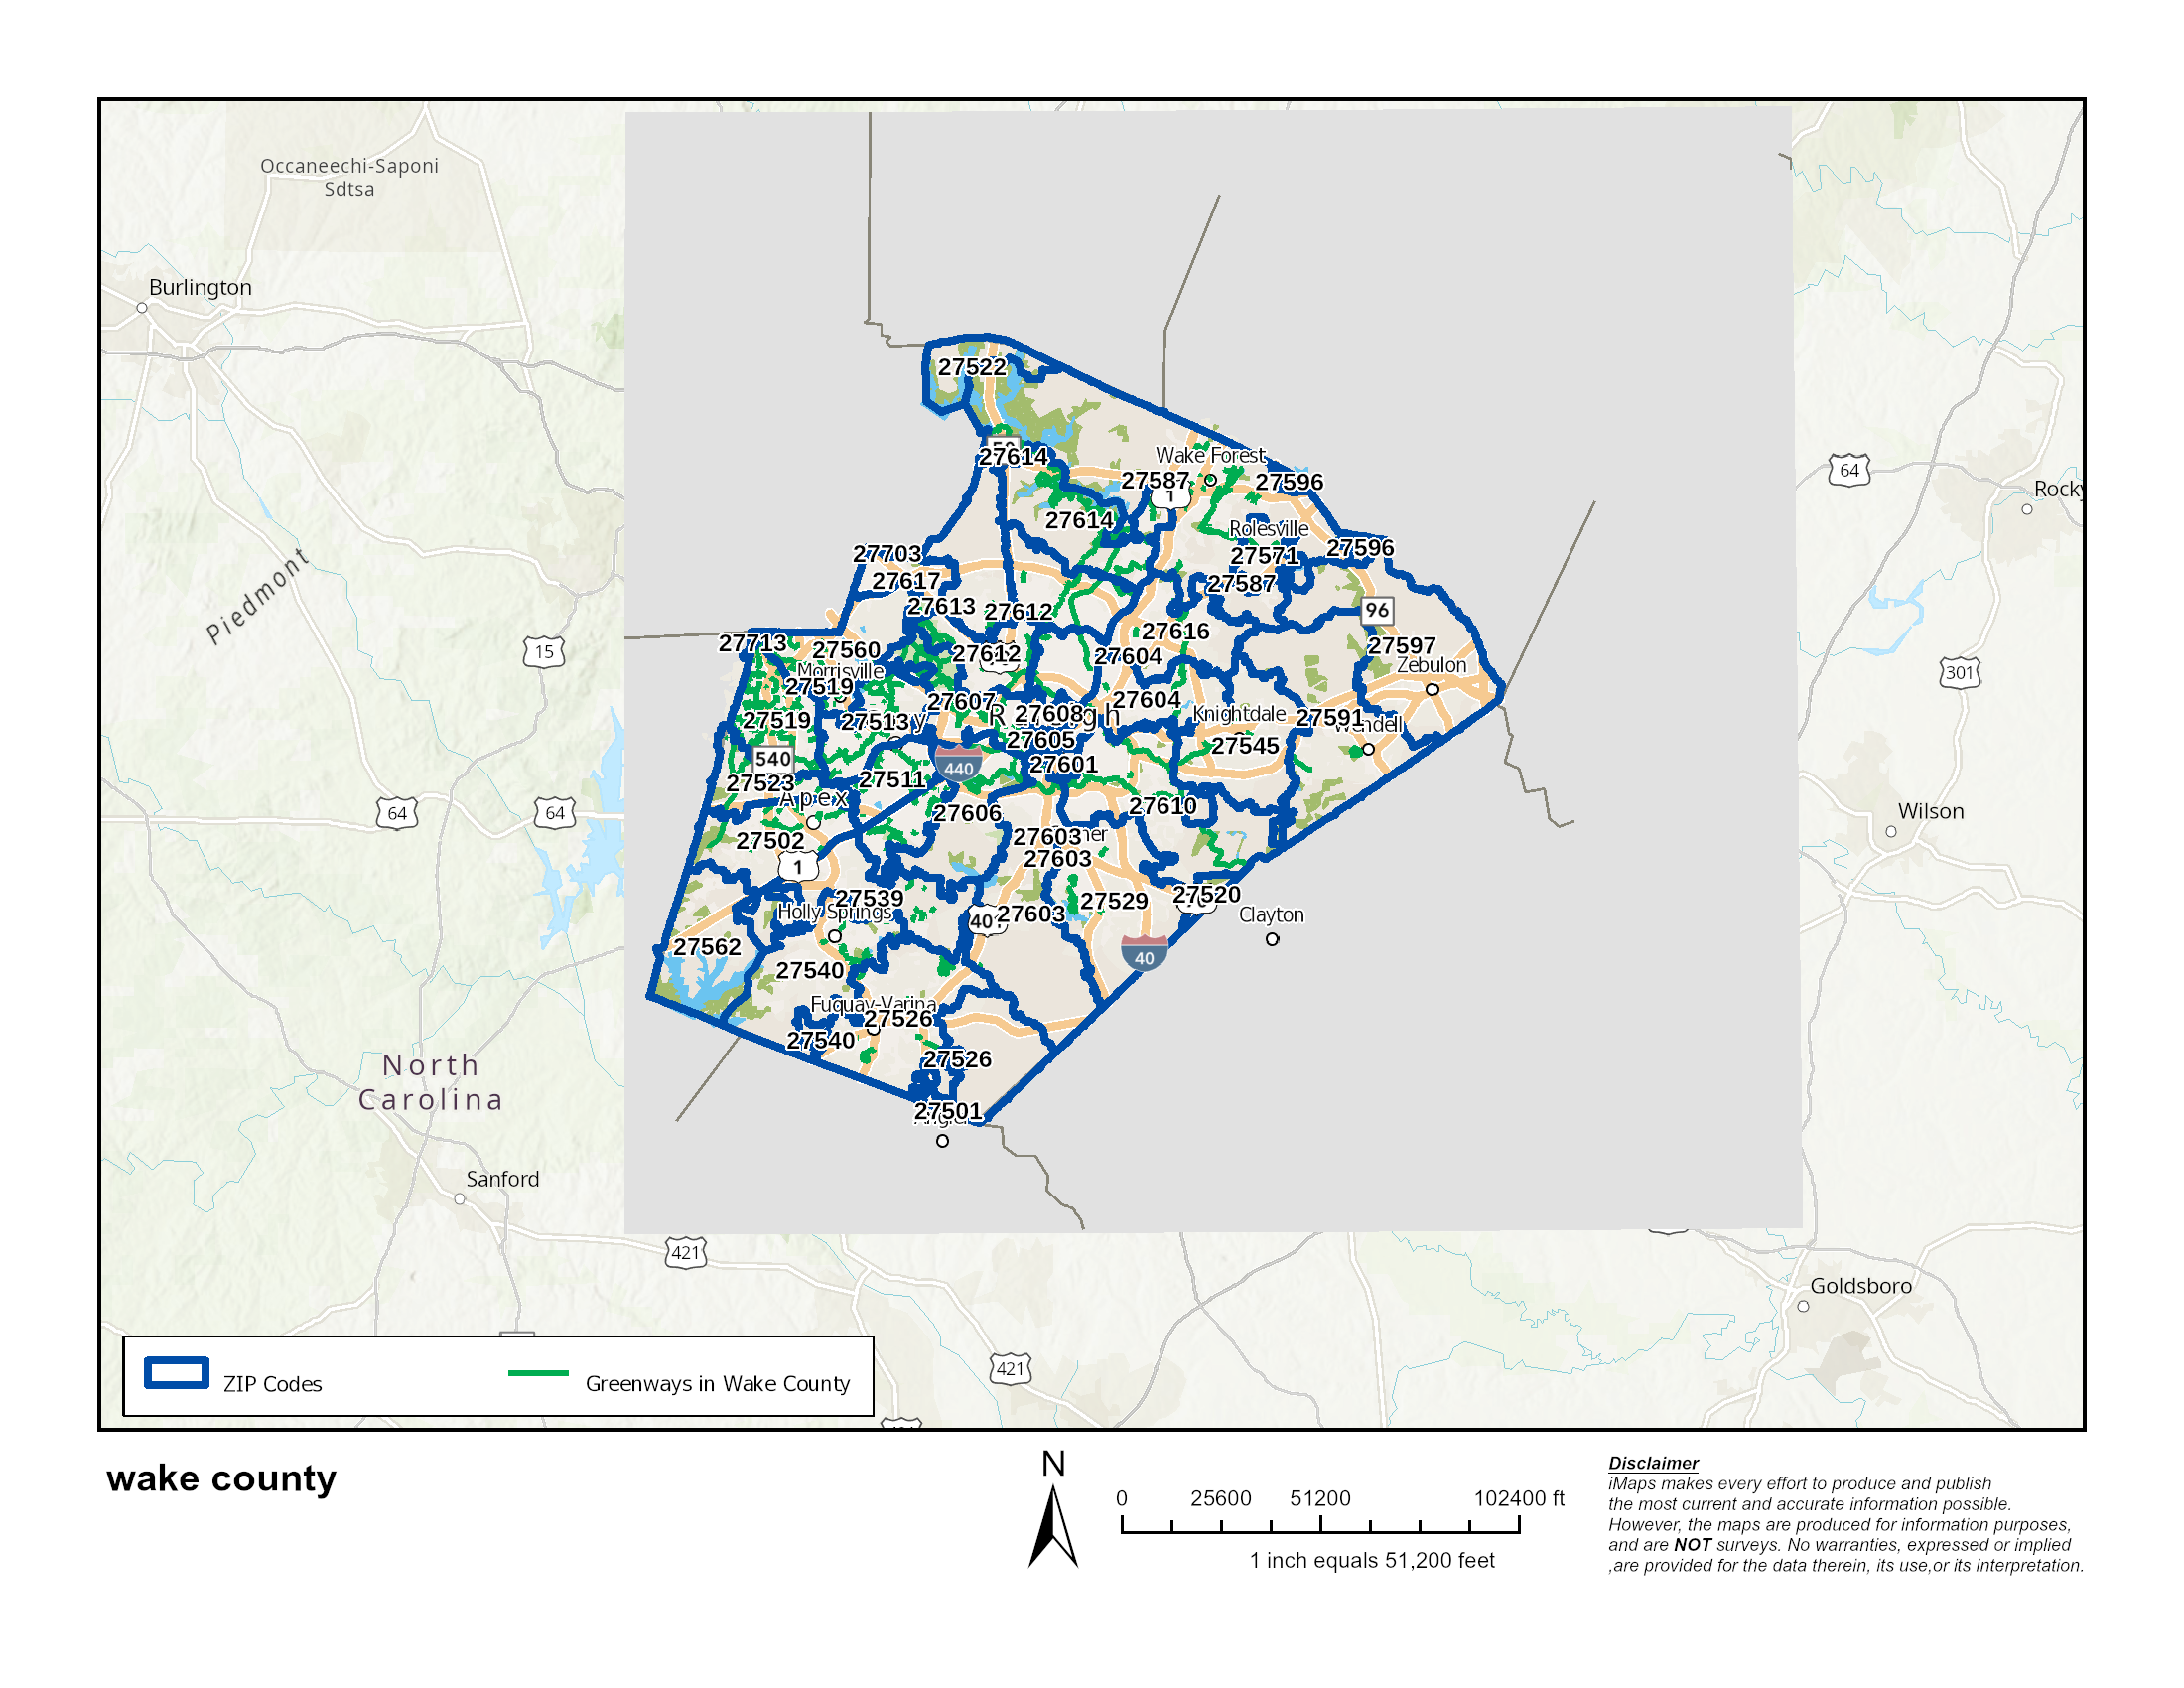 Occaneechi-Saponi
Sdtsa
Burlington
Piedmont
15
64
64
North
Carolina
Sanford
421
421
27522
27614
Wake Forest
27587
1
27596
27614
Rolesville
27571
27596
27703
27617
27587
27613
27612
96
27616
27713
27560
27612
27604
27597
Zebulon
Morrisville
27519
27607
27604
27519
27513
27608
Knightdale
27591
27605
27545
540
440
27601
27523
27511
Apex
27606
27610
27502
27603
27603
1
27539
27520
Holly Springs
401
27603
27529
Clayton
27562
40
27540
Fuquay-Varina
27526
27540
27526
27501
64
Rocky
301
Wilson
Goldsboro
ZIP Codes
Greenways in Wake County
wake county
N
0 25600 51200 102400 ft
1 inch equals 51,200 feet
Disclaimer
iMaps makes every effort to produce and publish
the most current and accurate information possible.
However, the maps are produced for information purposes,
and are NOT surveys. No warranties, expressed or implied
,are provided for the data therein, its use,or its interpretation.